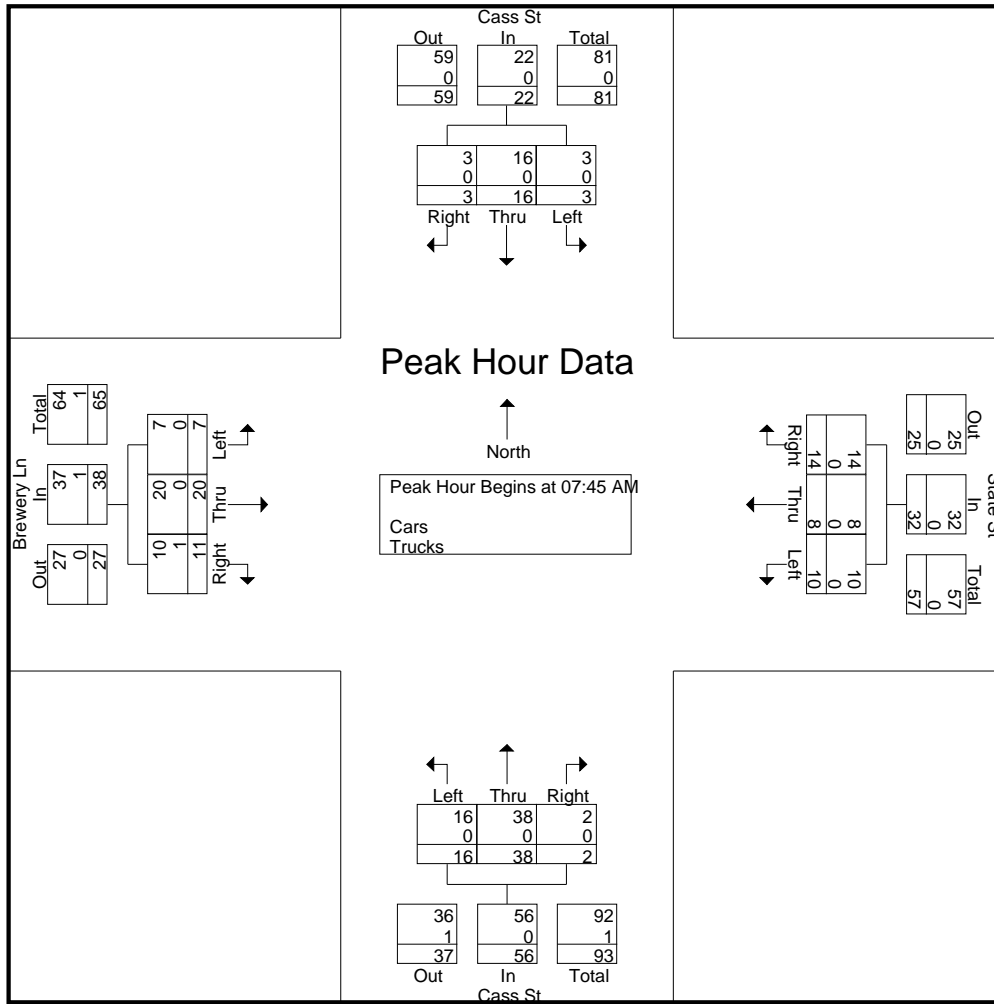 Cass St
Out In Total
59 22 81
0 0 0
59 22 81
3 16 3
0 0 0
3 16 3
Right Thru Left
Peak Hour Data
North
Peak Hour Begins at 07:45 AM
Cars
Trucks
Brewery Ln
Out In Total
27 37 64
0 1 1
27 38 65
Right Thru Left
10 20 7
1 0 0
11 20 7
Right Thru Left
14 8 10
0 0 0
14 8 10
Out In Total
25 32 57
0 0 0
25 32 57
State St
Left Thru Right
16 38 2
0 0 0
16 38 2
36 56 92
1 0 1
37 56 93
Out In Total
Cass St